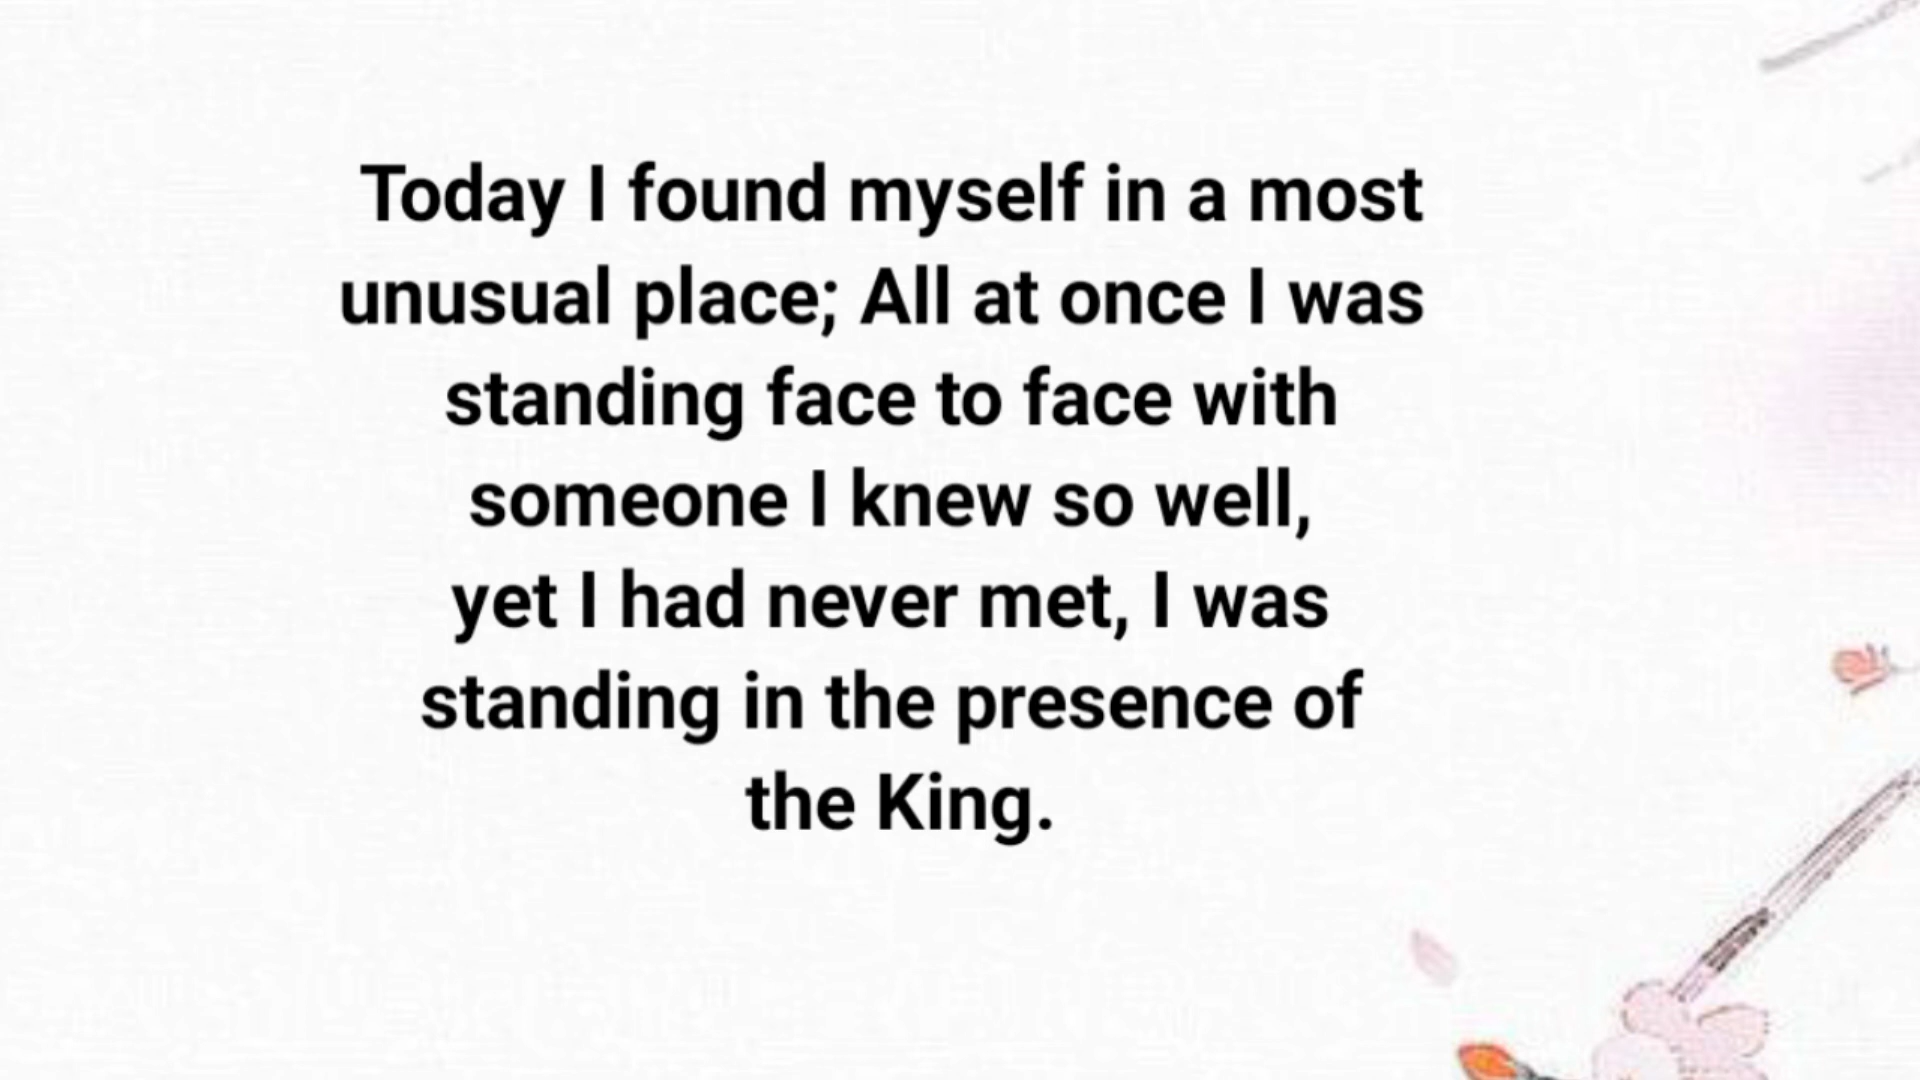 Today I found myself in a most
unusual place; All at once I was
standing face to face with
someone I knew so well,
yet I had never met, I was
standing in the presence of
the King.